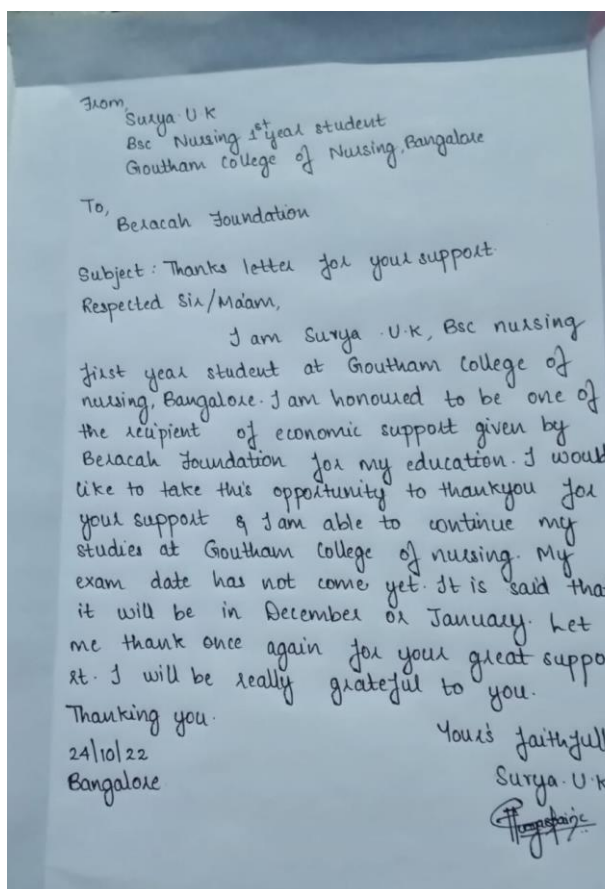 From,
Surya U.K
Bsc Nursing 1st year student
Goutham College of Nursing, Bangalore
To,
Beracah Foundation
Subject : Thanks letter for your support.
Respected Sir/Ma'am,
I am Surya .U.K, Bsc nursing
first year student at Goutham College of
nursing, Bangalore. I am honoured to be one of
the recipient of economic support given by
Beracah Foundation for my education. I would
like to take this opportunity to thankyou for
your support & I am able to continue my
studies at Goutham College of nursing. My
exam date has not come yet. It is said tha
it will be in December or January. Let
me thank once again for your great suppo
rt. I will be really grateful to you.
Thanking you.
Your's faithfull
24/10/22
Surya.U.K
Bangalore